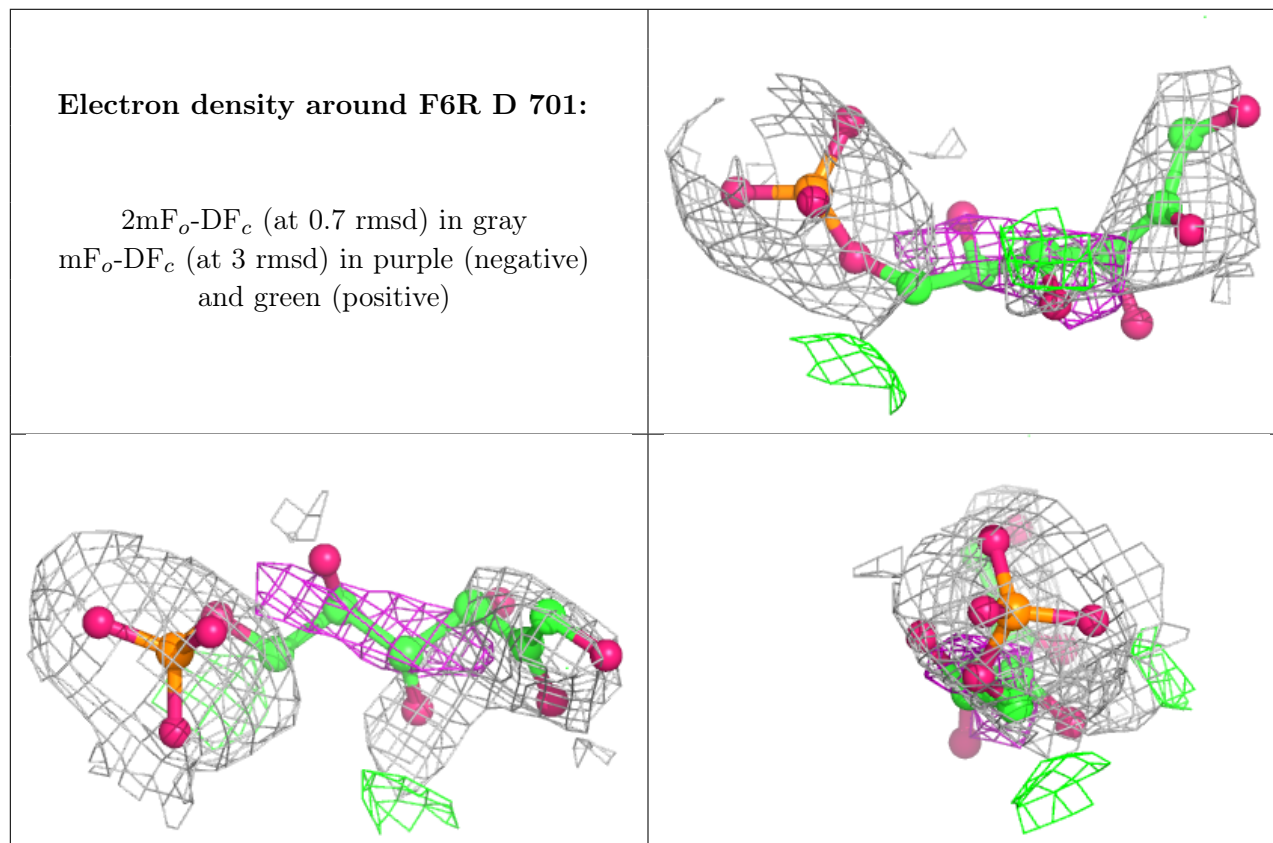 Electron density around F6R D 701:
2mFo-DFc (at 0.7 rmsd) in gray
mFo-DFc (at 3 rmsd) in purple (negative)
and green (positive)